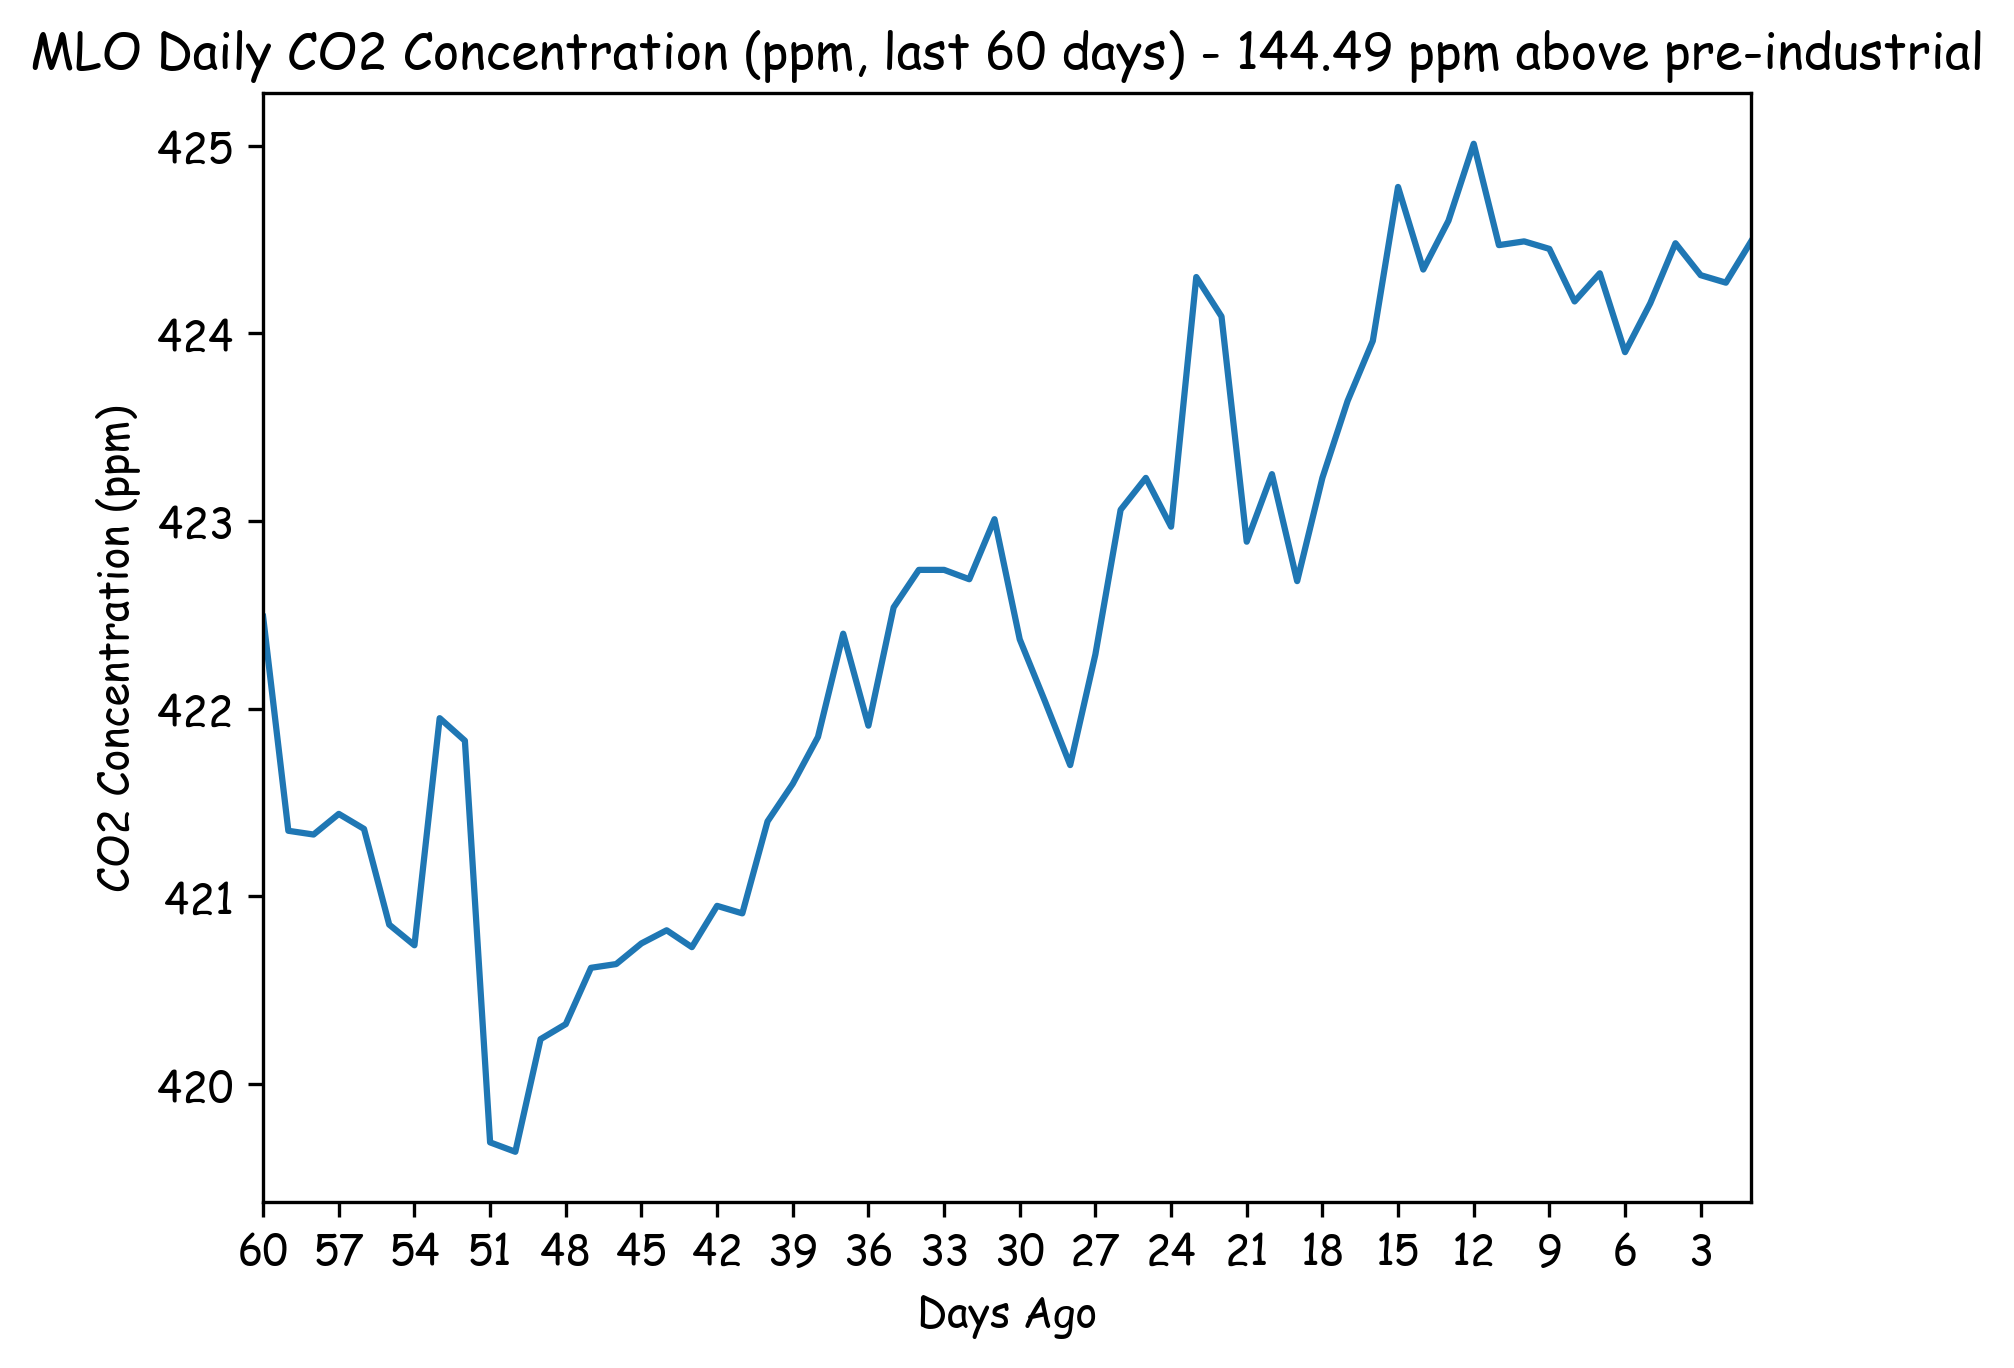 MLO Daily CO2 Concentration (ppm, last 60 days) - 144.49 ppm above pre-industrial
CO2 Concentration (ppm)
425
424
423
422
421
420
60 57 54 51 48 45 42 39 36 33 30 27 24 21 18 15 12 9 6 3
Days Ago